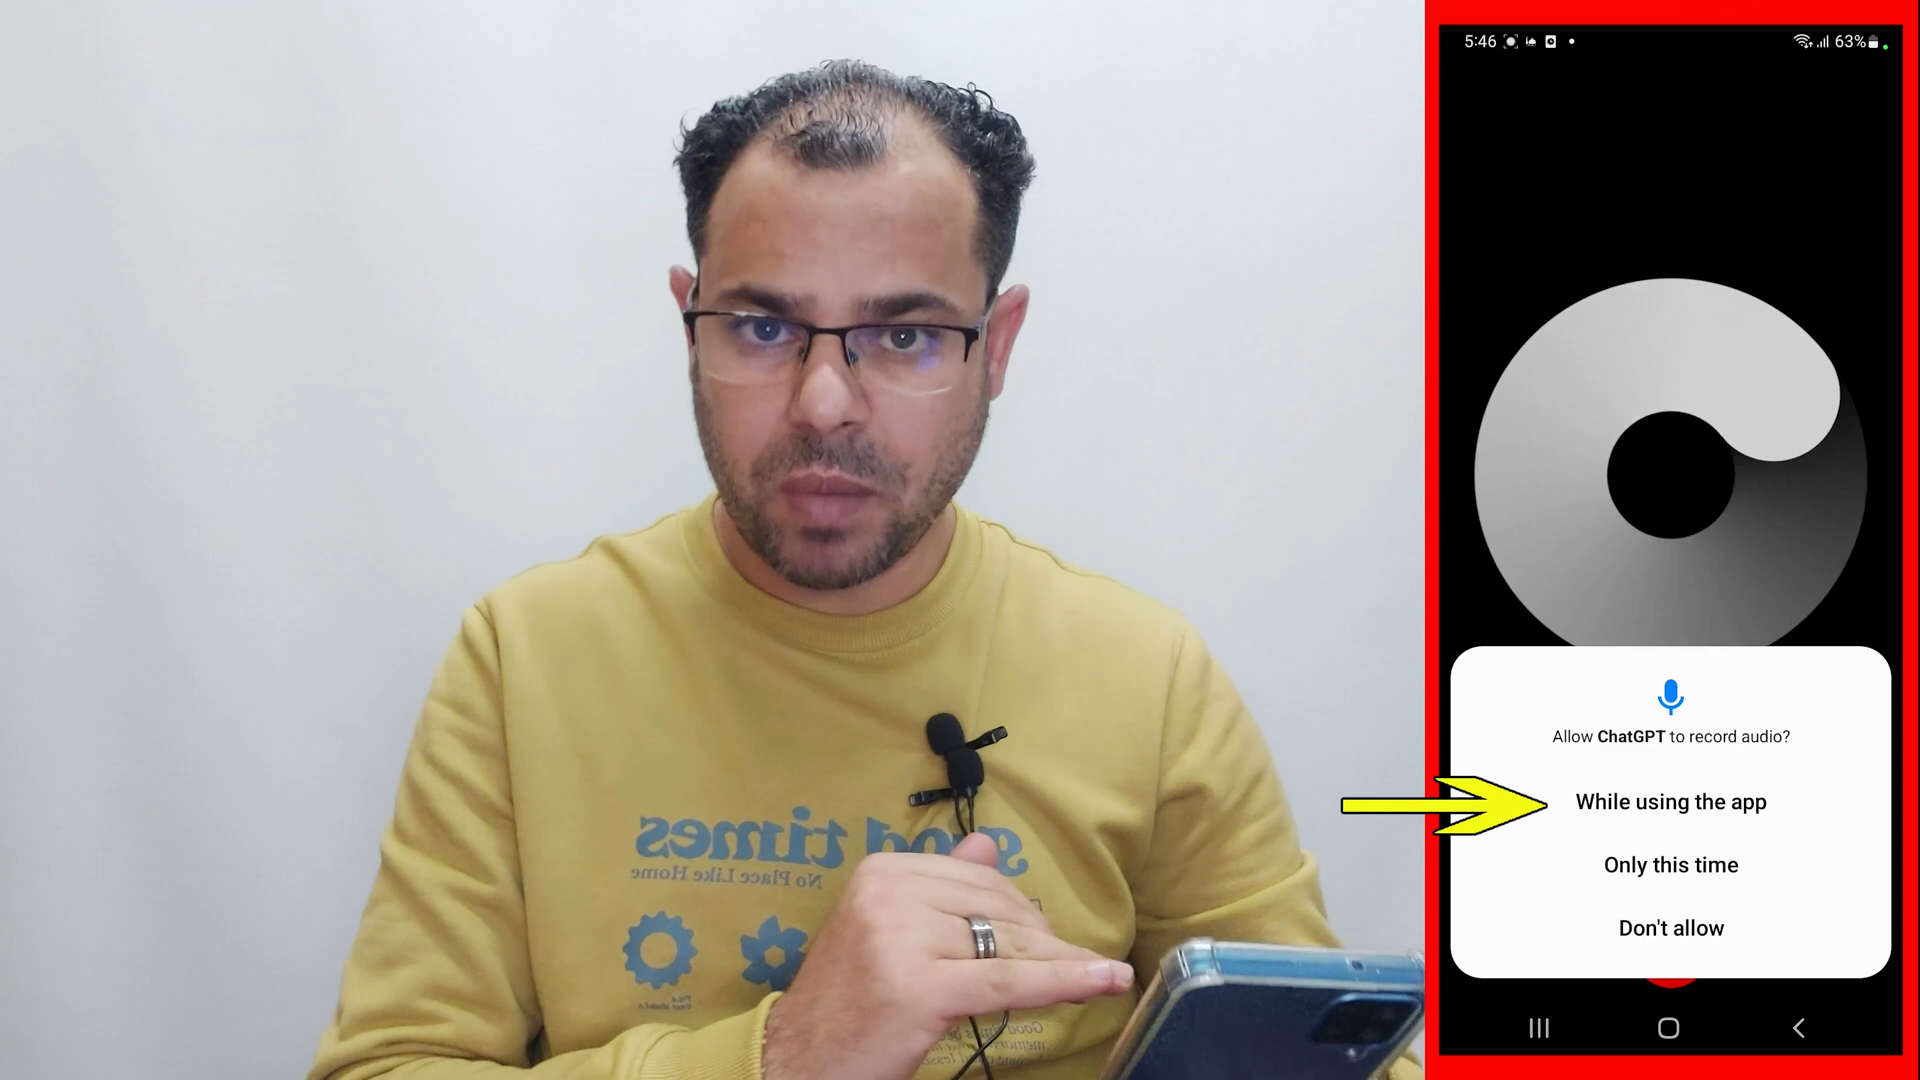 5:46
63%
good times
No Place Like Home
Allow ChatGPT to record audio?
While using the app
Only this time
Don't allow